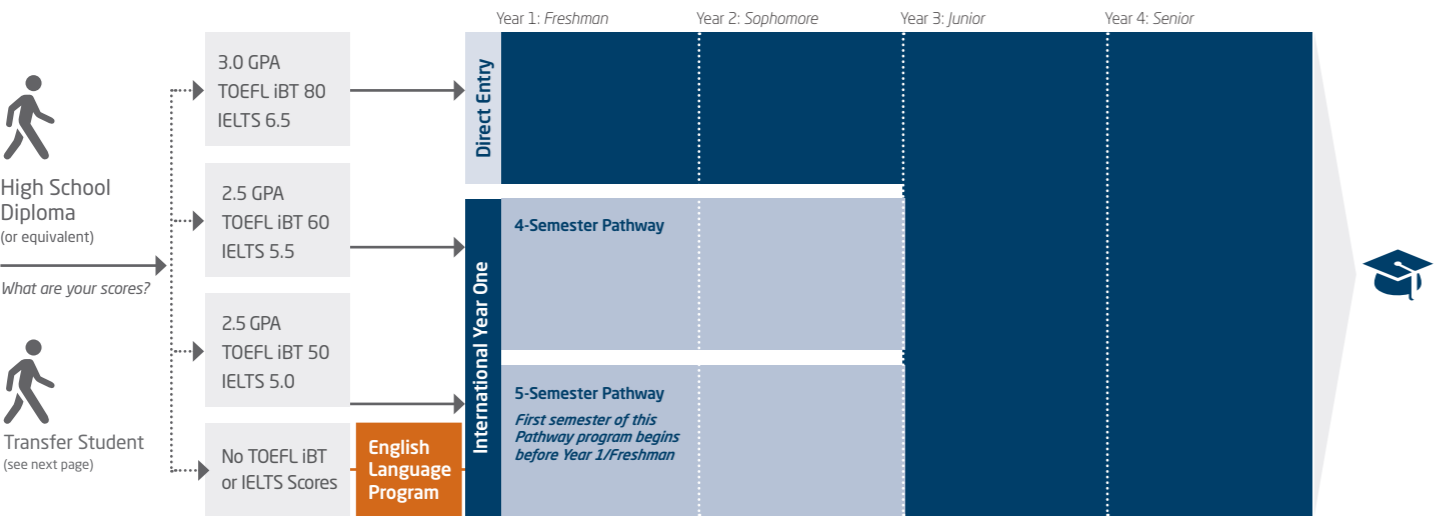 Year 1: Freshman
Year 2: Sophomore
Year 3: Junior
Year 4: Senior
High School
Diploma
(or equivalent)
What are your scores?
Transfer Student
(see next page)
3.0 GPA
TOEFL iBT 80
IELTS 6.5
2.5 GPA
TOEFL iBT 60
IELTS 5.5
2.5 GPA
TOEFL iBT 50
IELTS 5.0
No TOEFL iBT
or IELTS Scores
English
Language
Program
Direct Entry
International Year One
4-Semester Pathway
5-Semester Pathway
First semester of this
Pathway program begins
before Year 1/Freshman